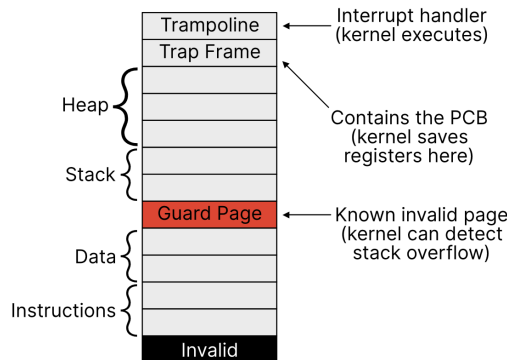 Trampoline
Interrupt handler
(kernel executes)
Trap Frame
Heap
Contains the PCB
(kernel saves
registers here)
Stack
Guard Page
Known invalid page
(kernel can detect
stack overflow)
Data
Instructions
Invalid